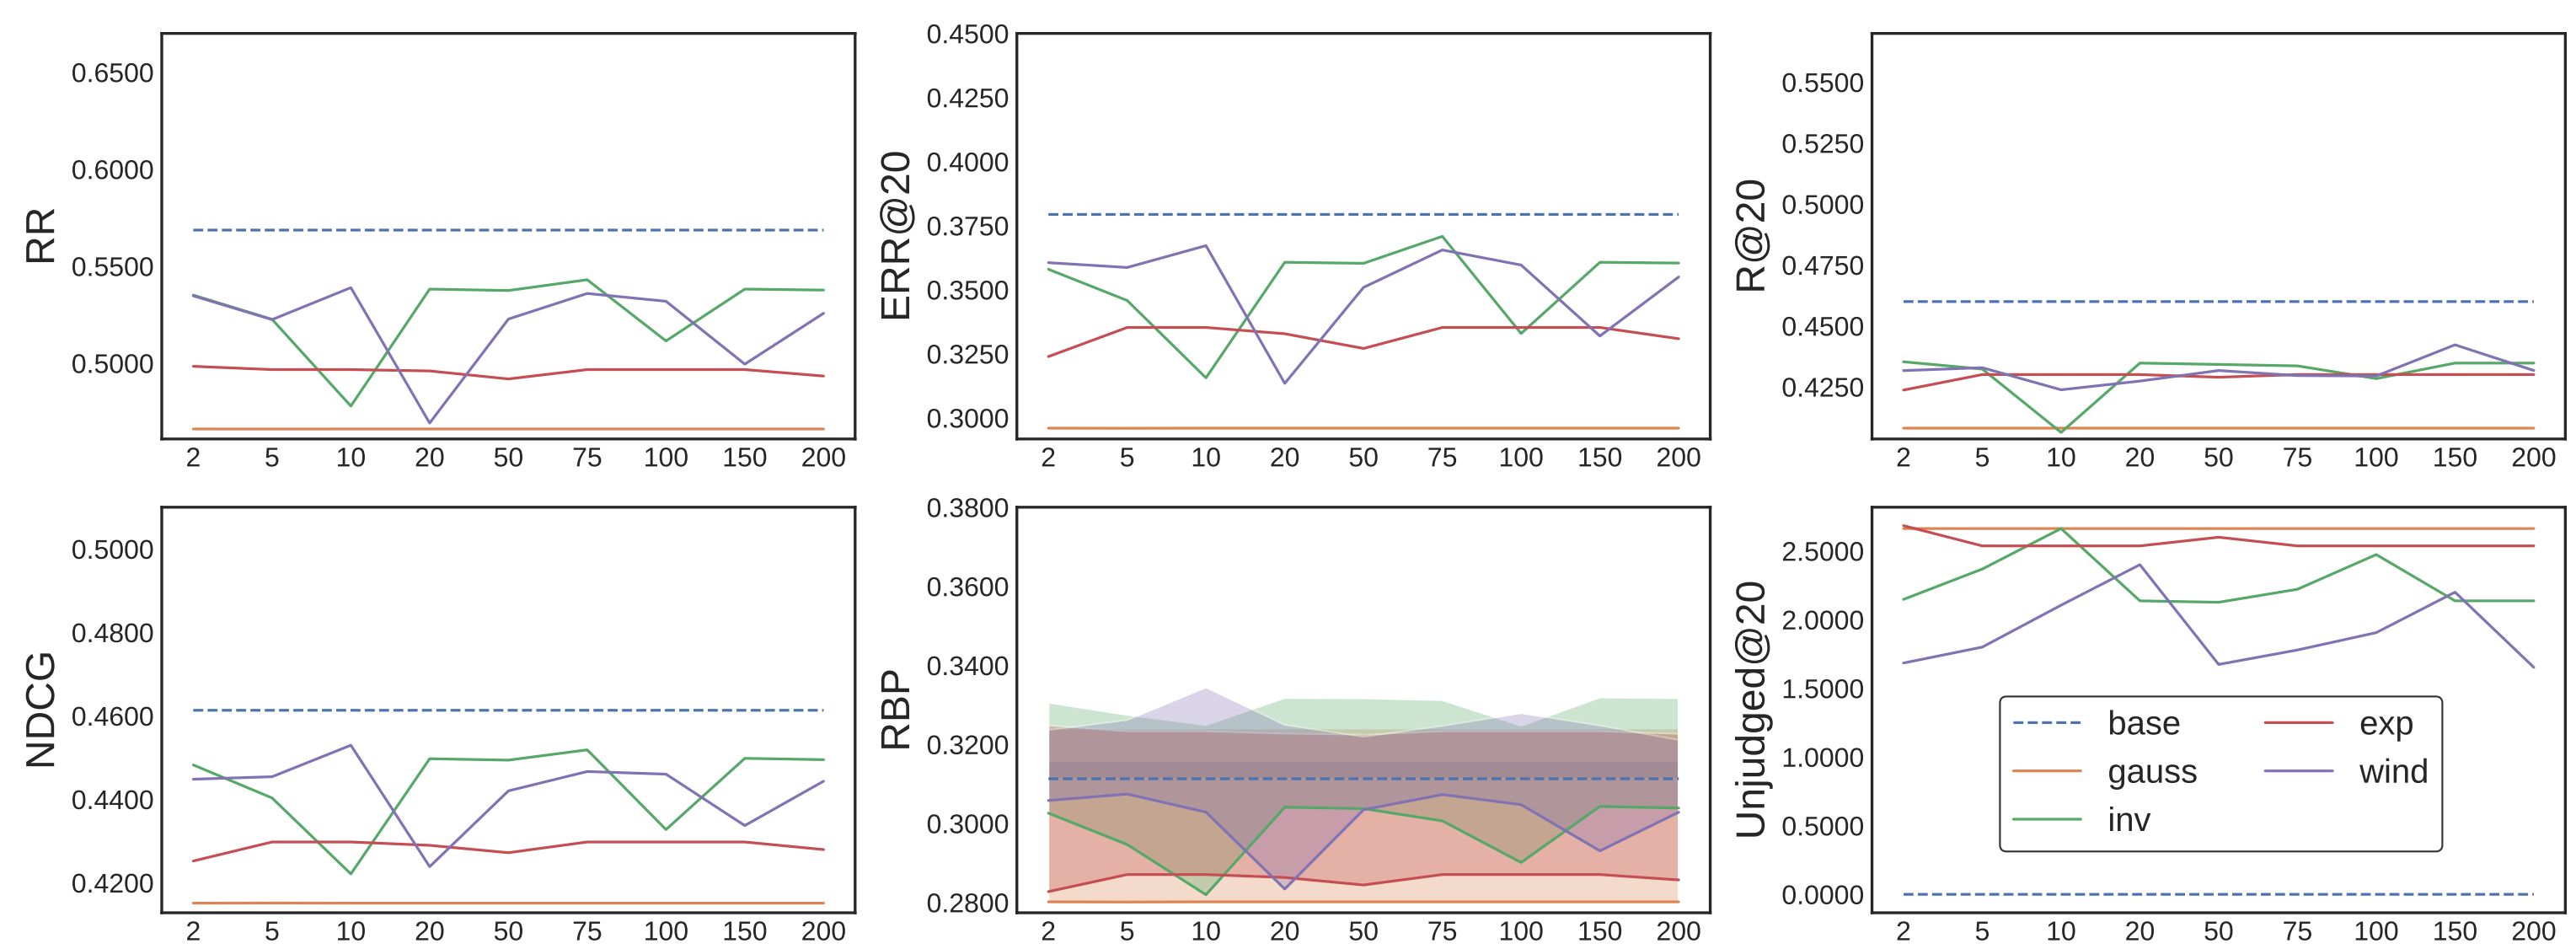 RR
0.6500
0.6000
0.5500
0.5000
2 5 10 20 50 75 100 150 200
ERR@20
0.4500
0.4250
0.4000
0.3750
0.3500
0.3250
0.3000
2 5 10 20 50 75 100 150 200
R@20
0.5500
0.5250
0.5000
0.4750
0.4500
0.4250
2 5 10 20 50 75 100 150 200
NDCG
0.5000
0.4800
0.4600
0.4400
0.4200
2 5 10 20 50 75 100 150 200
RBP
0.3800
0.3600
0.3400
0.3200
0.3000
0.2800
2 5 10 20 50 75 100 150 200
Unjudged@20
2.5000
2.0000
1.5000
1.0000
0.5000
0.0000
base
gauss
inv
exp
wind
2 5 10 20 50 75 100 150 200